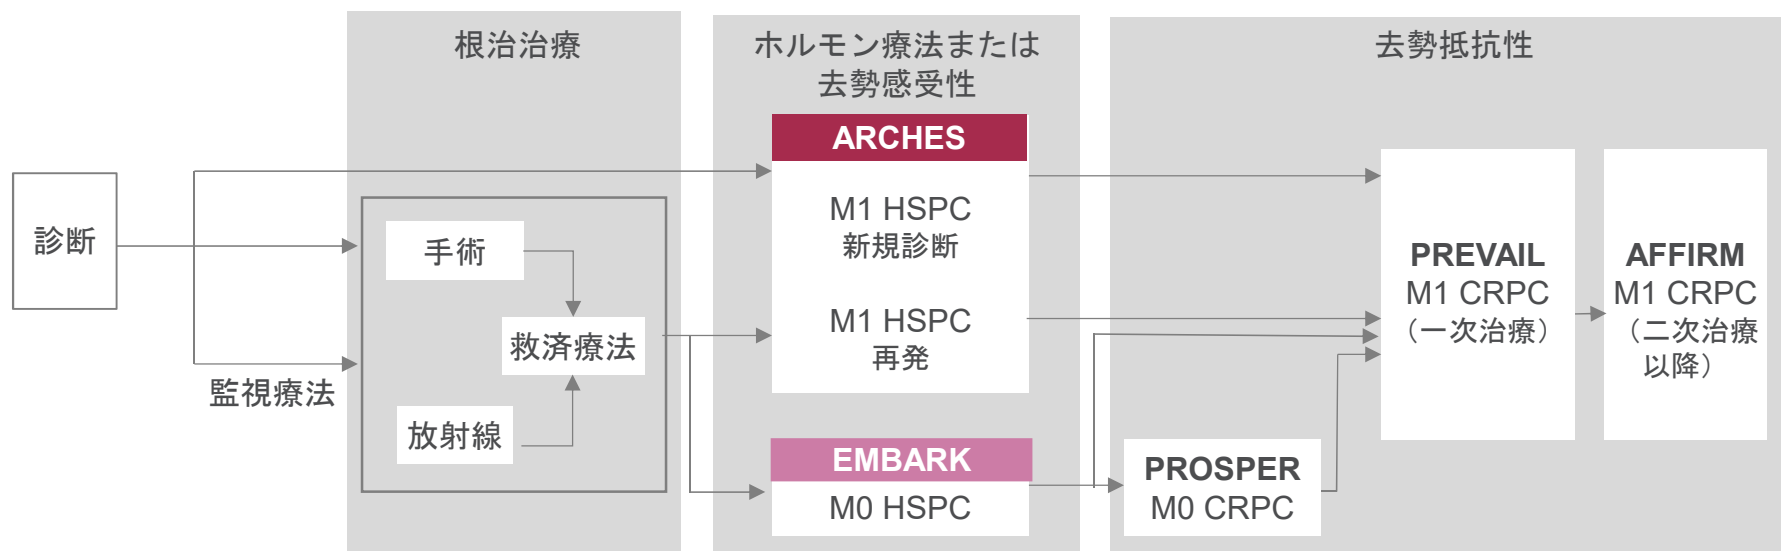 根治治療
ホルモン療法または
去勢感受性
去勢抵抗性
診断
監視療法
手術
救済療法
放射線
ARCHES
M1 HSPC
新規診断
M1 HSPC
再発
EMBARK
M0 HSPC
PROSPER
M0 CRPC
PREVAIL
M1 CRPC
（一次治療）
AFFIRM
M1 CRPC
（二次治療
以降）